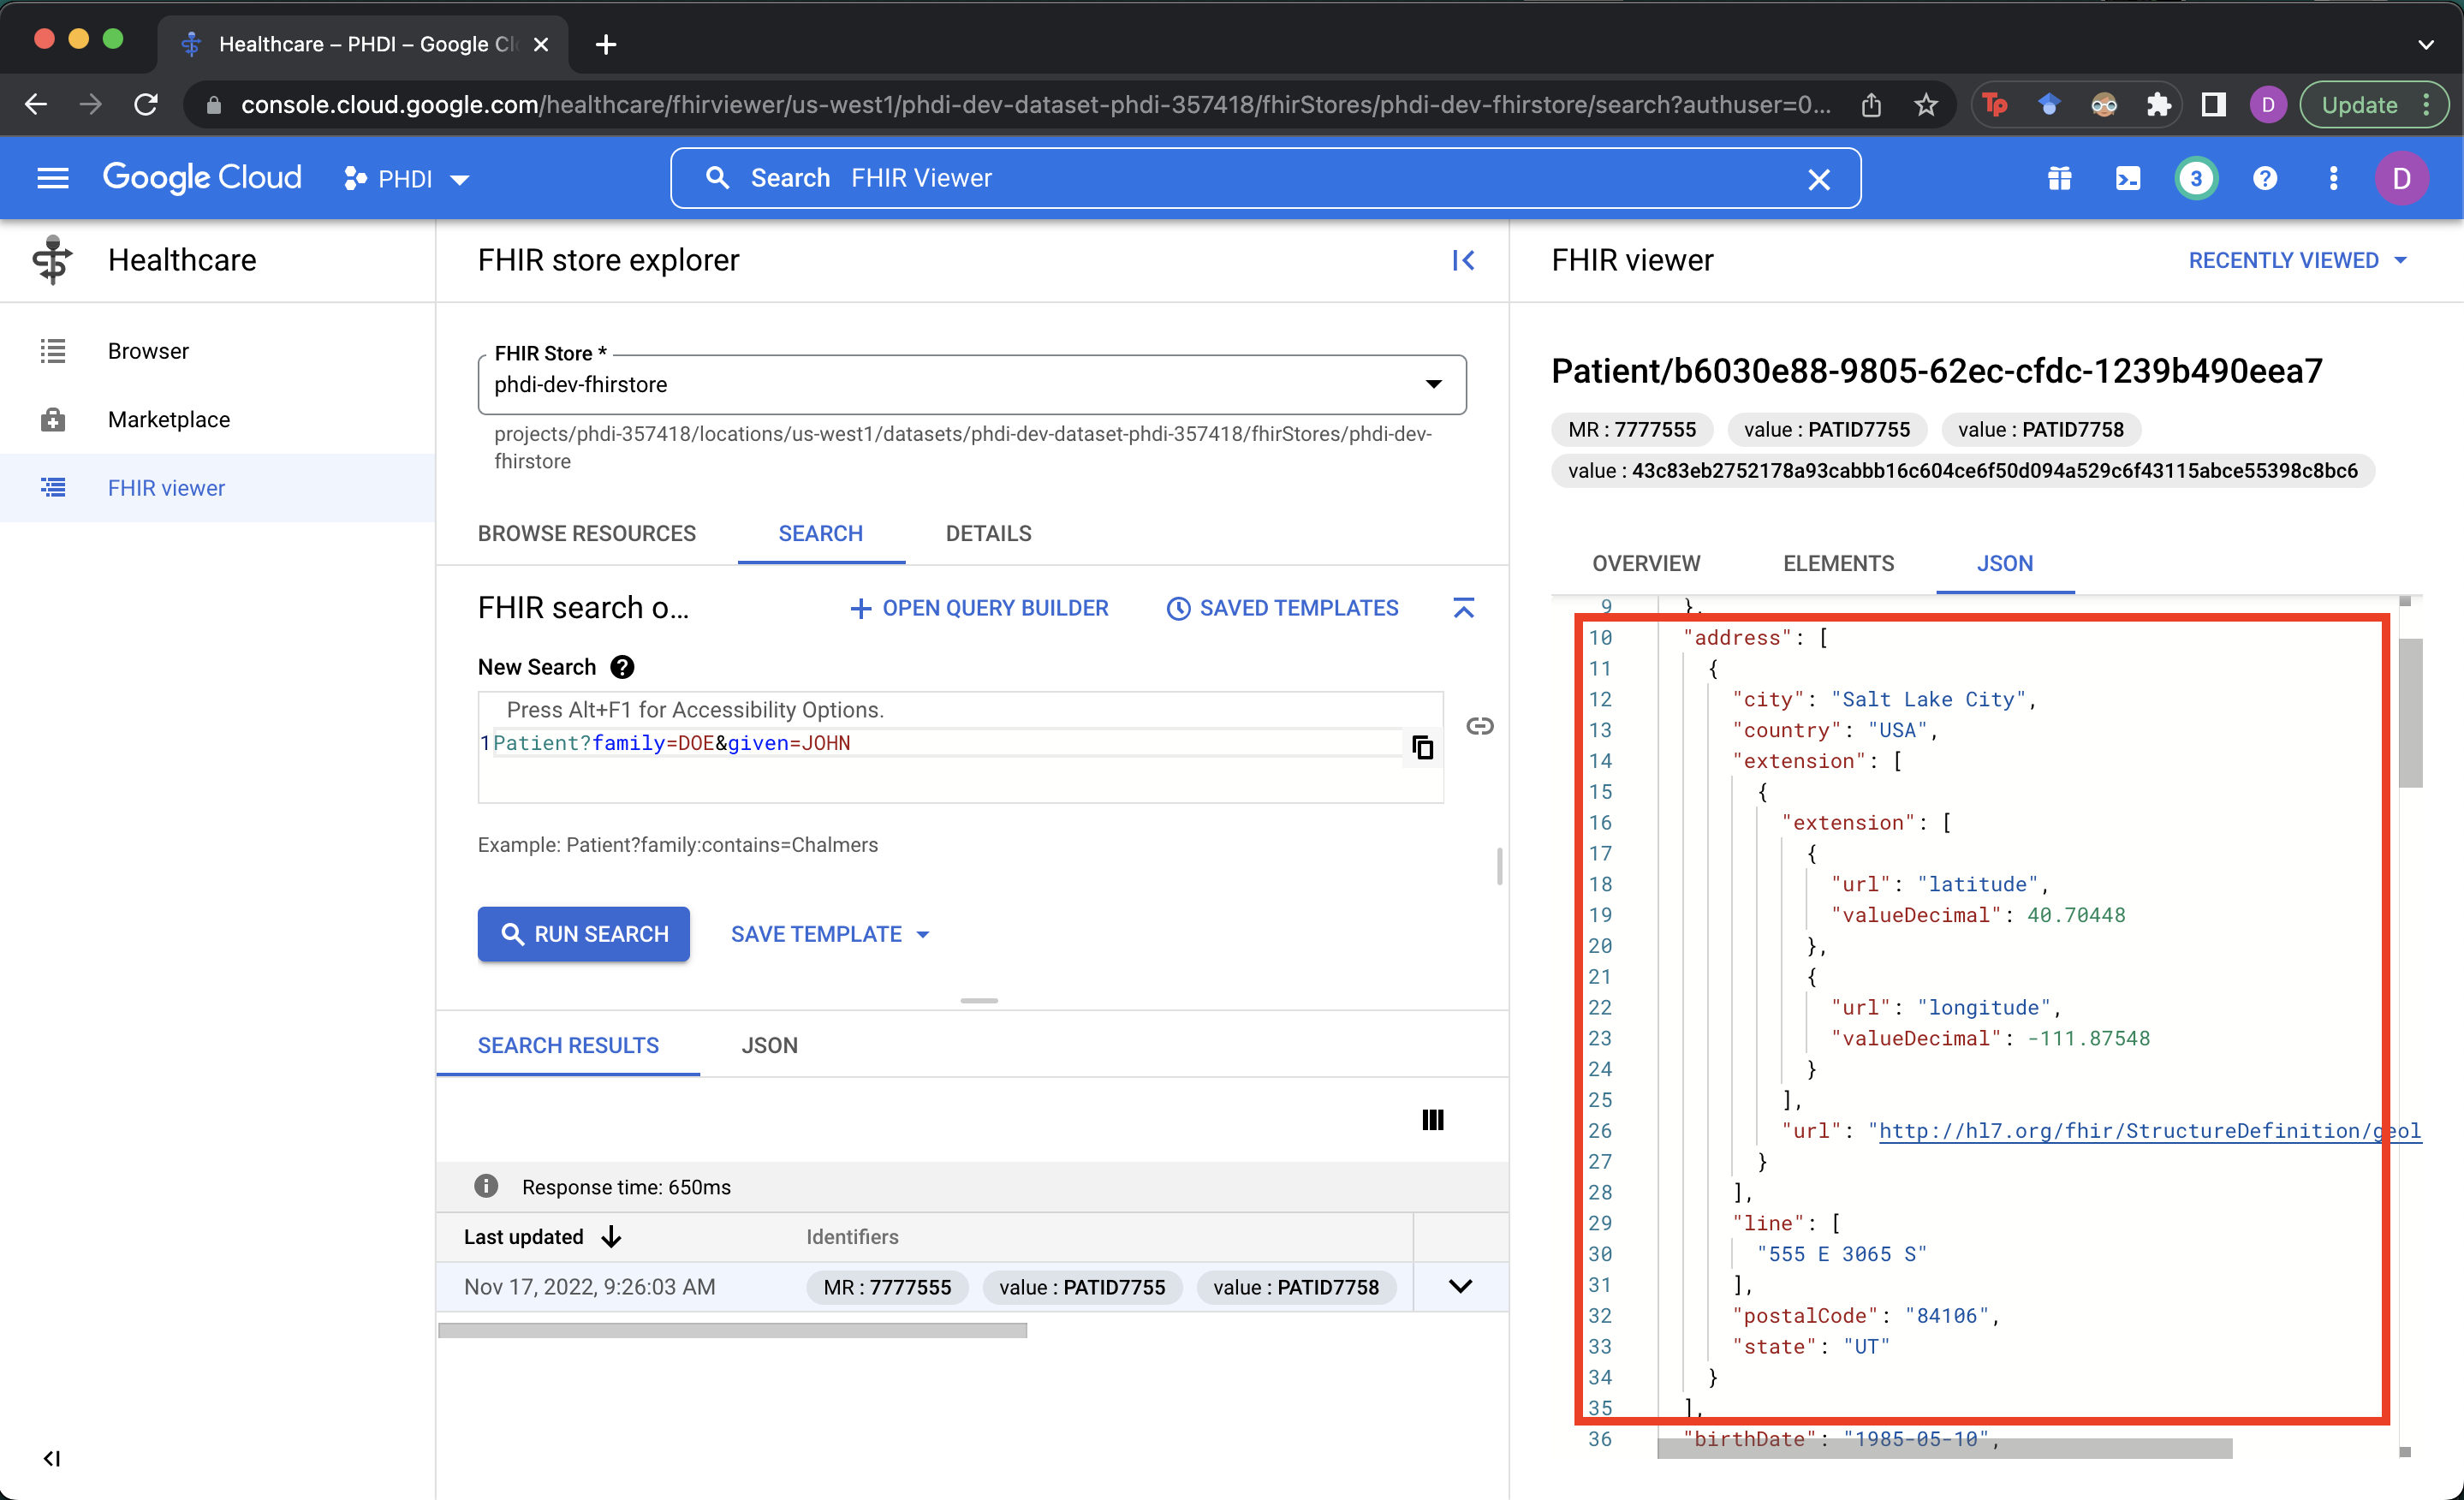 Healthcare – PHDI – Google Cl
console.cloud.google.com/healthcare/fhirviewer/us-west1/phdi-dev-dataset-phdi-357418/fhirStores/phdi-dev-fhirstore/search?authuser=0...
Tp
D
Update
Google Cloud
PHDI
Search FHIR Viewer
3
D
Healthcare
Browser
Marketplace
FHIR viewer
FHIR store explorer
FHIR Store *
phdi-dev-fhirstore
projects/phdi-357418/locations/us-west1/datasets/phdi-dev-dataset-phdi-357418/fhirStores/phdi-dev-
fhirstore
BROWSE RESOURCES SEARCH DETAILS
FHIR search o...
OPEN QUERY BUILDER
SAVED TEMPLATES
New Search
Press Alt+F1 for Accessibility Options.
1 Patient?family=DOE&given=JOHN
Example: Patient?family:contains=Chalmers
RUN SEARCH
SAVE TEMPLATE
SEARCH RESULTS JSON
Response time: 650ms
Last updated Identifiers
Nov 17, 2022, 9:26:03 AM MR : 7777555 value : PATID7755 value : PATID7758
FHIR viewer
RECENTLY VIEWED
Patient/b6030e88-9805-62ec-cfdc-1239b490eea7
MR : 7777555 value : PATID7755 value : PATID7758
value : 43c83eb2752178a93cabbb16c604ce6f50d094a529c6f43115abce55398c8bc6
OVERVIEW ELEMENTS JSON
9 },
10 "address": [
11 {
12 "city": "Salt Lake City",
13 "country": "USA",
14 "extension": [
15 {
16 "extension": [
17 {
18 "url": "latitude",
19 "valueDecimal": 40.70448
20 },
21 {
22 "url": "longitude",
23 "valueDecimal": -111.87548
24 }
25 ],
26 "url": "http://hl7.org/fhir/StructureDefinition/geol
27 }
28 ],
29 "line": [
30 "555 E 3065 S"
31 ],
32 "postalCode": "84106",
33 "state": "UT"
34 }
35 ],
36 "birthDate": "1985-05-10",